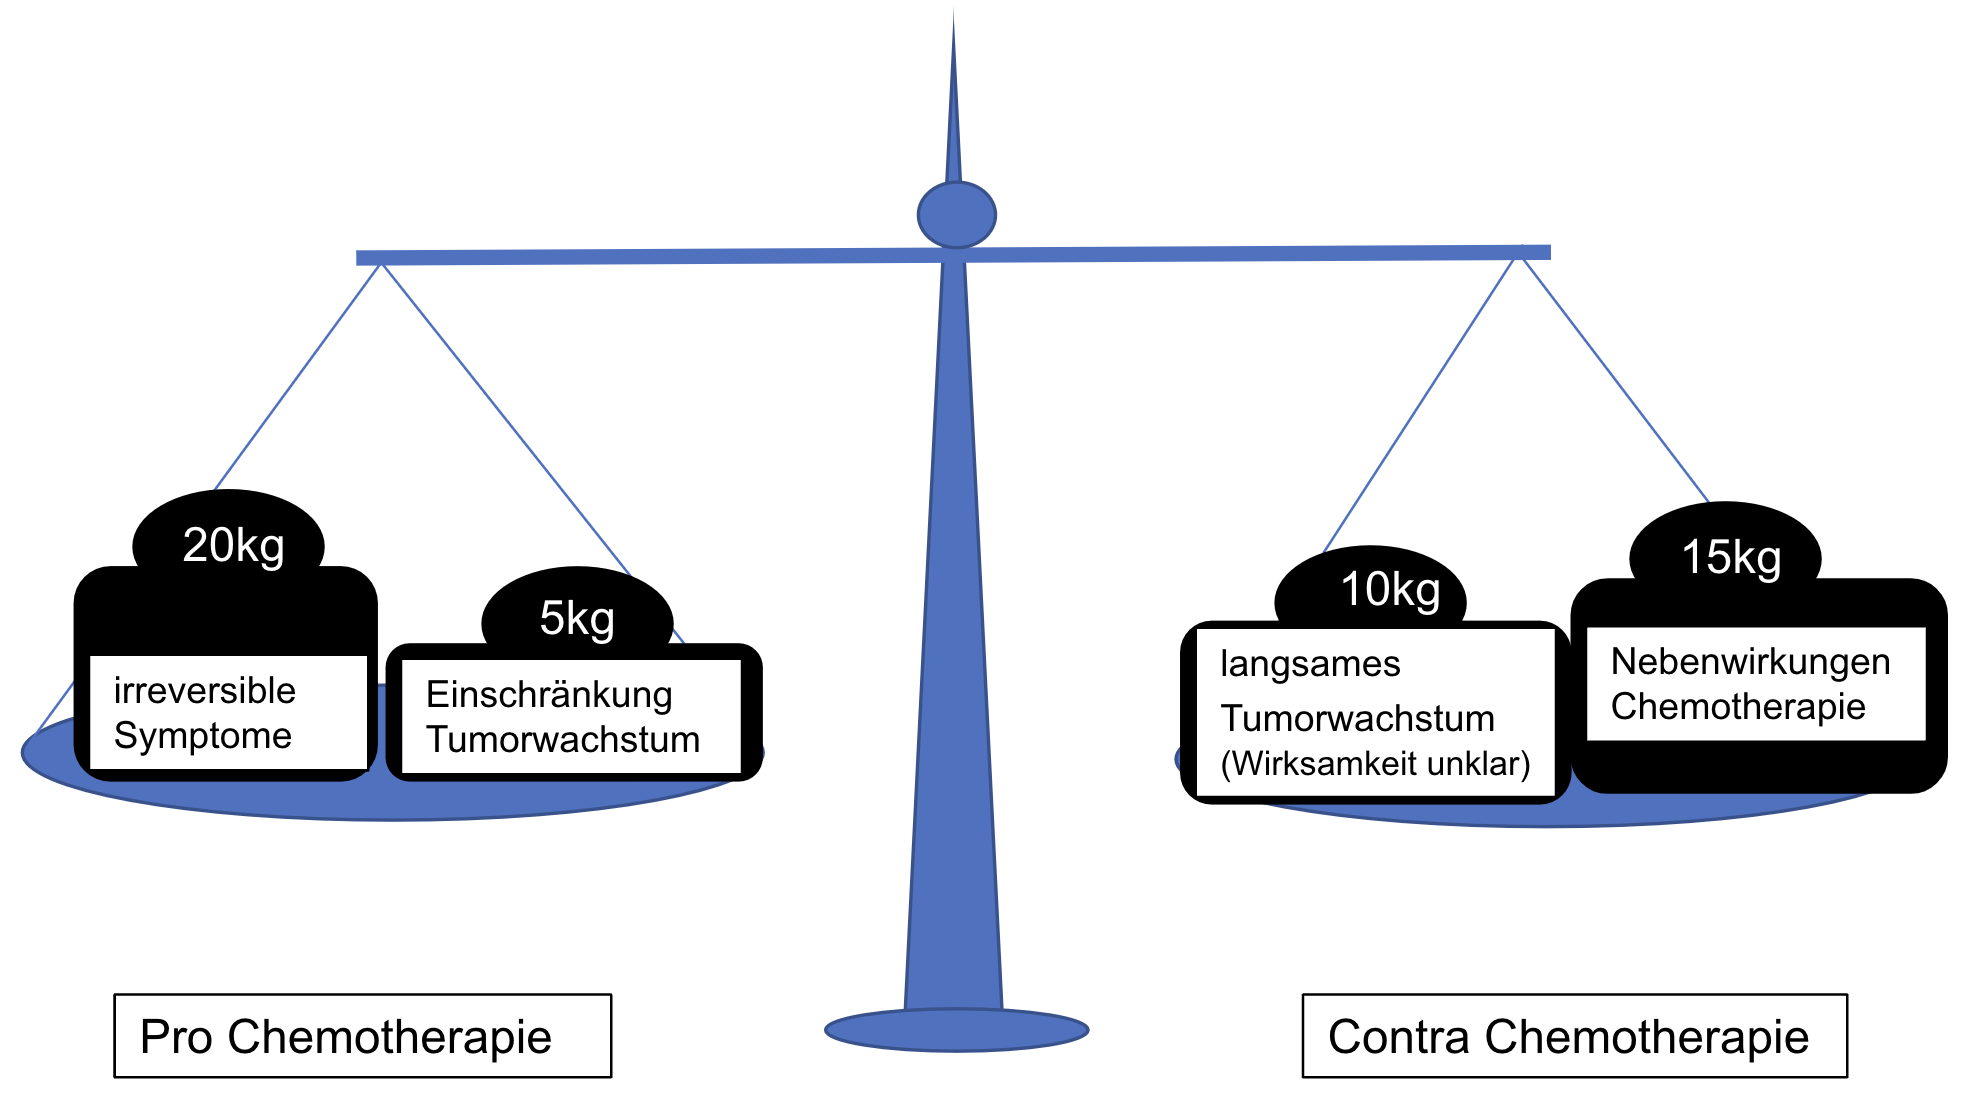 20kg
irreversible
Symptome
5kg
Einschränkung
Tumorwachstum
10kg
langsames
Tumorwachstum
(Wirksamkeit unklar)
15kg
Nebenwirkungen
Chemotherapie
Pro Chemotherapie
Contra Chemotherapie